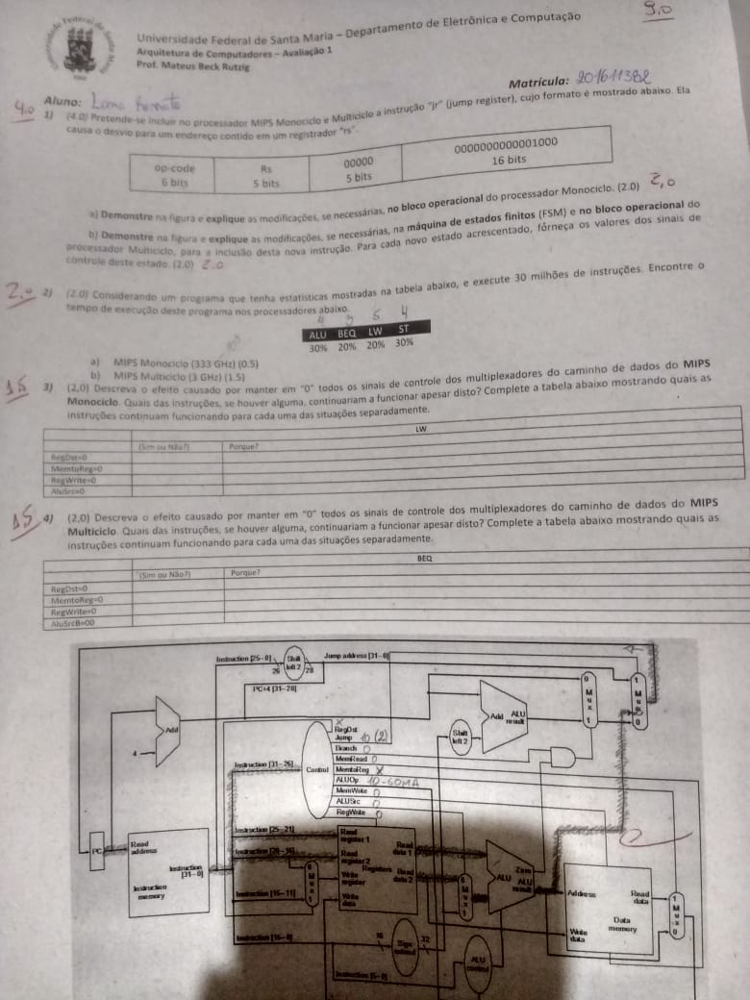 9.0
Universidade Federal de Santa Maria – Departamento de Eletrônica e Computação
Arquitetura de Computadores – Avaliação 1
Prof. Mateus Beck Rutzig
Matrícula: 201611382
Aluno:
4.0
1) (4.0) Pretende-se incluir no processador MIPS Monociclo e Multiciclo a instrução "jr" (jump register), cujo formato é mostrado abaixo. Ela
causa o desvio para um endereço contido em um registrador "rs".
op-code Rs 00000 0000000000001000
6 bits 5 bits 5 bits 16 bits
a) Demonstre na figura e explique as modificações, se necessárias, no bloco operacional do processador Monociclo. (2.0) 2,0
b) Demonstre na figura e explique as modificações, se necessárias, na máquina de estados finitos (FSM) e no bloco operacional do
processador Multiciclo, para a inclusão desta nova instrução. Para cada novo estado acrescentado, forneça os valores dos sinais de
controle deste estado. (2.0) 2.0
2.0
2) (2.0) Considerando um programa que tenha estatísticas mostradas na tabela abaixo, e execute 30 milhões de instruções. Encontre o
tempo de execução deste programa nos processadores abaixo.
4 3 5 4
ALU BEQ LW ST
30% 20% 20% 30%
a) MIPS Monociclo (333 GHz) (0.5)
b) MIPS Multiciclo (3 GHz) (1.5)
1.5
3) (2,0) Descreva o efeito causado por manter em "0" todos os sinais de controle dos multiplexadores do caminho de dados do MIPS
Monociclo. Quais das instruções, se houver alguma, continuariam a funcionar apesar disto? Complete a tabela abaixo mostrando quais as
instruções continuam funcionando para cada uma das situações separadamente.
LW
(Sim ou Não?) Porque?
RegDst=0
MemtoReg=0
RegWrite=0
AluSrc=0
1.5
4) (2,0) Descreva o efeito causado por manter em "0" todos os sinais de controle dos multiplexadores do caminho de dados do MIPS
Multiciclo. Quais das instruções, se houver alguma, continuariam a funcionar apesar disto? Complete a tabela abaixo mostrando quais as
instruções continuam funcionando para cada uma das situações separadamente.
BEQ
(Sim ou Não?) Porque?
RegDst=0
MemtoReg=0
RegWrite=0
AluSrcB=00
Instruction [25–0] Shift left 2 Jump address [31–0]
26 28
PC+4 [31–28]
Add
4
Add ALU result
Shift left 2
0 Mux 1
1 Mux 0
Instruction [31–26]
Control
RegDst X
Jump 10 (2)
Branch 0
MemRead 0
MemtoReg X
ALUOp 10
MemWrite 0
ALUSrc 0
RegWrite 0
PC
Read address
Instruction [31–0]
Instruction memory
Instruction [25–21]
Instruction [20–16]
Instruction [15–11]
Instruction [15–0]
Instruction [5–0]
0 Mux 1
Read register 1
Read register 2
Write register
Write data
Registers
Read data 1
Read data 2
16 Sign extend 32
0 Mux 1
Zero
ALU ALU result
ALU control
Address
Write data
Read data
Data memory
1 Mux 0